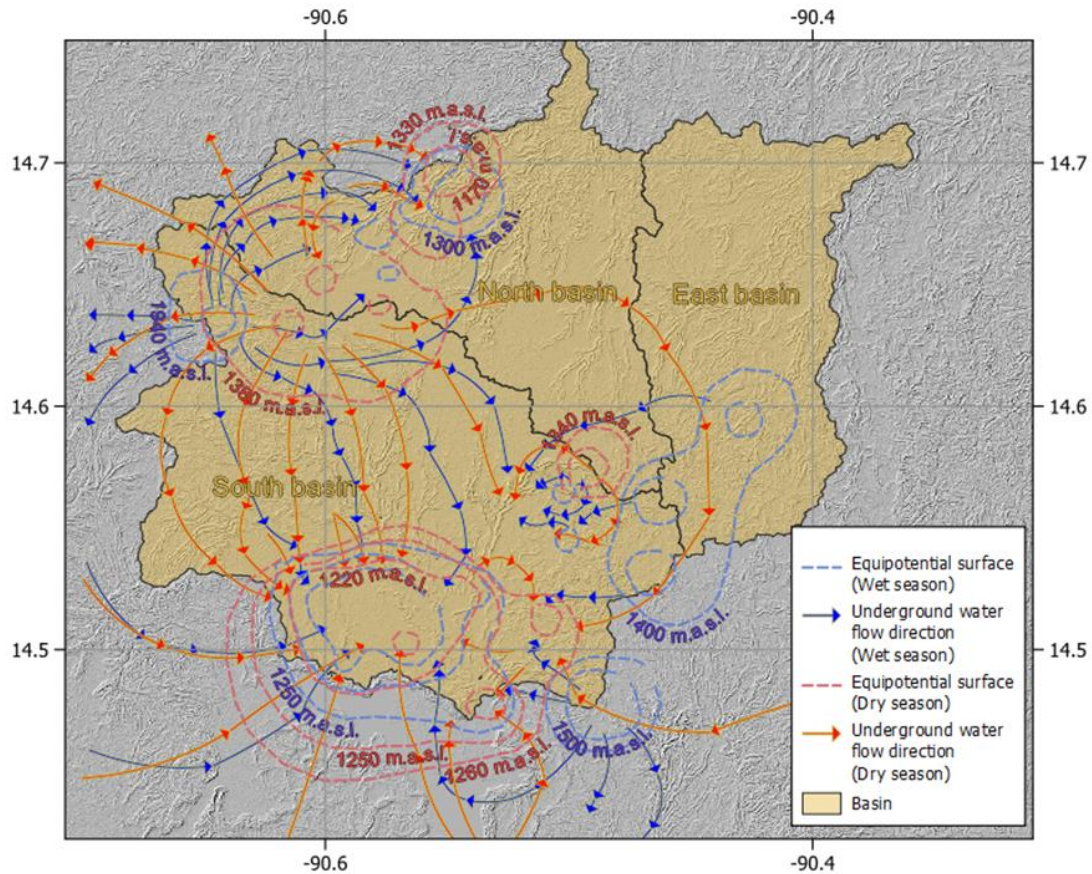 -90.6
-90.4
14.7
14.7
1330 m.a.s.l.
m.a.s.l.
1170
1300 m.a.s.l.
North basin
East basin
1940 m.a.s.l.
1380 m.a.s.l.
14.6
14.6
1340 m.a.s.l.
South basin
1220 m.a.s.l.
1400 m.a.s.l.
14.5
14.5
1250 m.a.s.l.
1500 m.a.s.l.
1250 m.a.s.l.
1260 m.a.s.l.
Equipotential surface
(Wet season)
Underground water
flow direction
(Wet season)
Equipotential surface
(Dry season)
Underground water
flow direction
(Dry season)
Basin
-90.6
-90.4